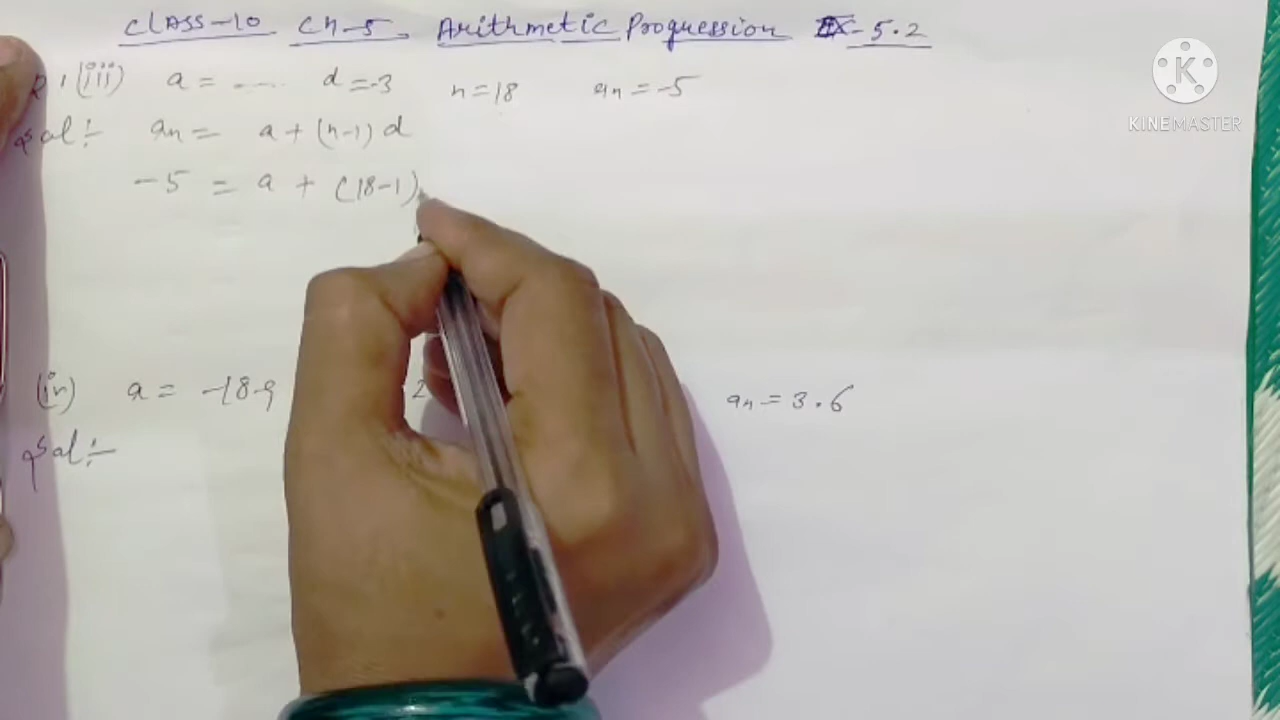 CLASS-10 CH-5. Arithmetic Progression EX-5.2
1 (iii) a = ..... d = -3 n = 18 an = -5
Sol:- an = a + (n-1) d
-5 = a + (18-1)
(iv) a = -18.9 2 an = 3.6
Sol:-
K
KINEMASTER